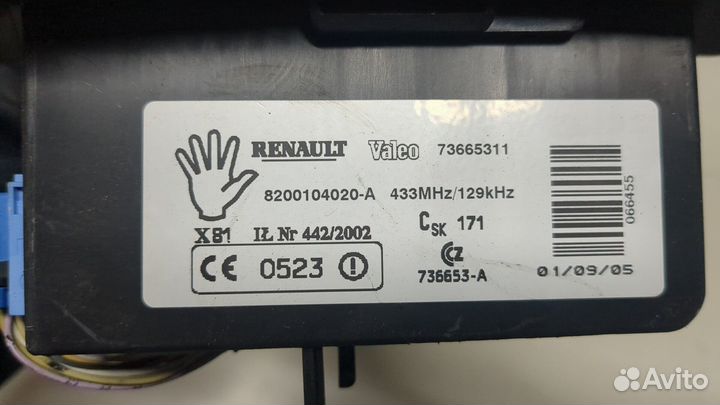 RENAULT Valeo 73665311
8200104020-A 433MHz/129kHz
X81 IŁ Nr 442/2002 CSK 171
CE 0523
736653-A
066455
01/09/05
Avito